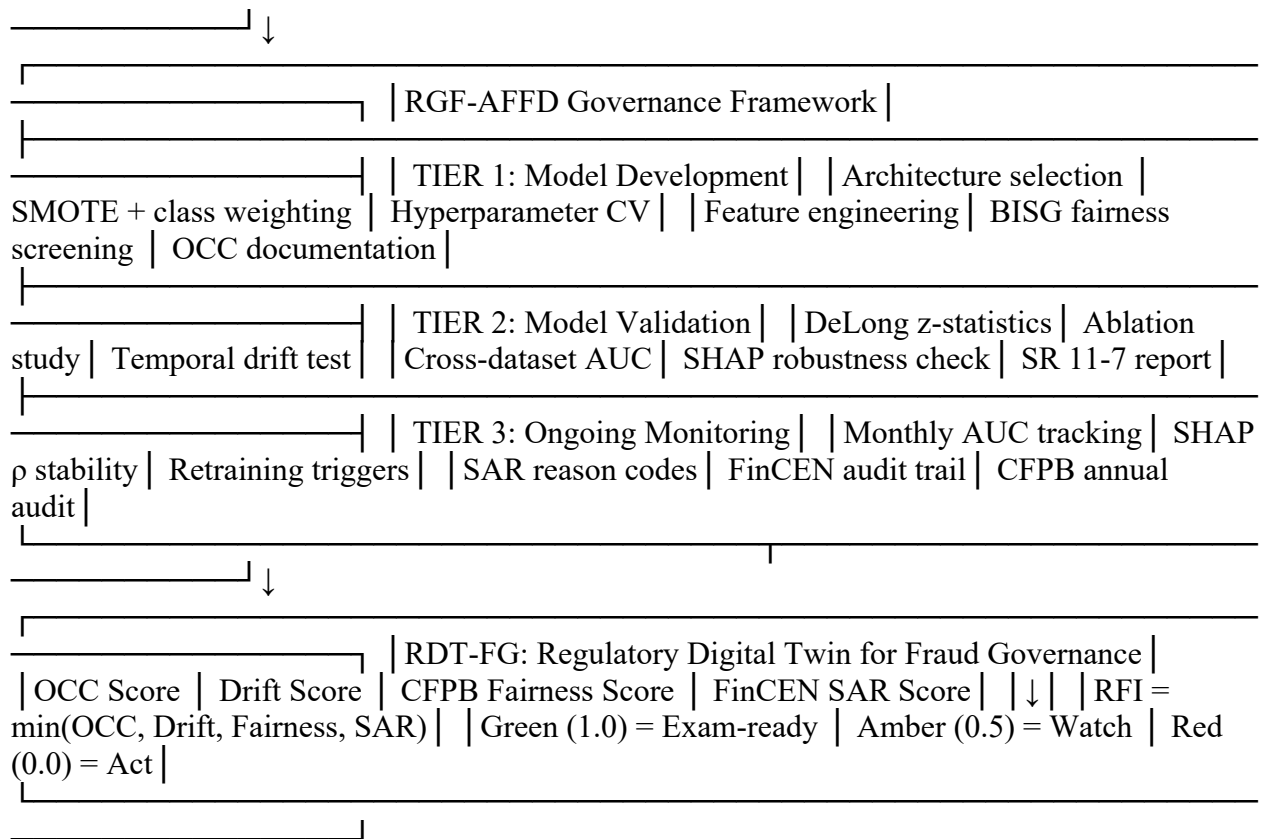 ↓
│RGF-AFFD Governance Framework│
│ │ TIER 1: Model Development│ │Architecture selection │
SMOTE + class weighting │ Hyperparameter CV│ │Feature engineering│ BISG fairness
screening │ OCC documentation│
│ │ TIER 2: Model Validation│ │DeLong z-statistics│ Ablation
study│ Temporal drift test│ │Cross-dataset AUC│ SHAP robustness check│ SR 11-7 report│
│ │ TIER 3: Ongoing Monitoring│ │Monthly AUC tracking│ SHAP
ρ stability│ Retraining triggers│ │SAR reason codes│ FinCEN audit trail│ CFPB annual
audit│
↓
│RDT-FG: Regulatory Digital Twin for Fraud Governance│
│OCC Score │ Drift Score │ CFPB Fairness Score │ FinCEN SAR Score│ │↓│ │RFI =
min(OCC, Drift, Fairness, SAR)│ │Green (1.0) = Exam-ready │ Amber (0.5) = Watch │ Red
(0.0) = Act│